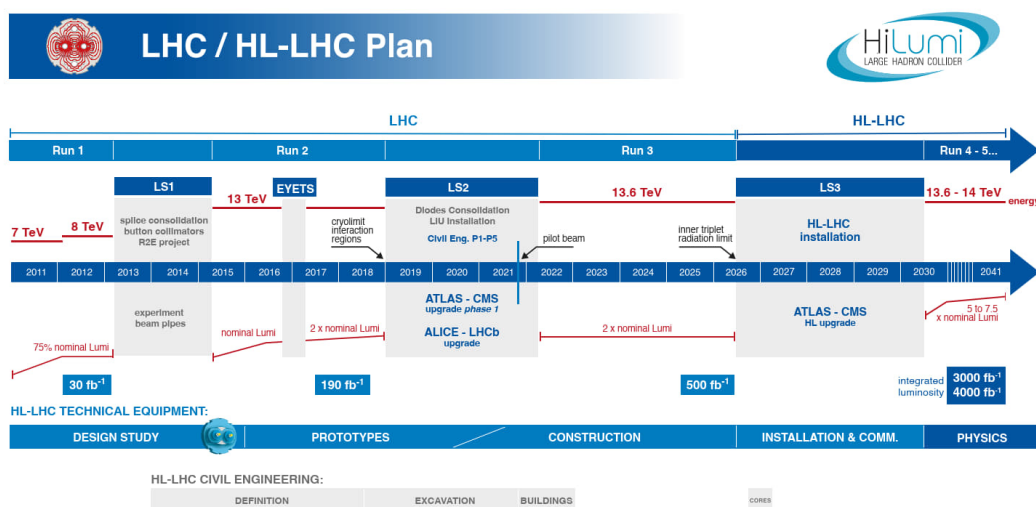 LHC / HL-LHC Plan
HiLumi
LARGE HADRON COLLIDER
LHC
HL-LHC
Run 1
Run 2
Run 3
Run 4 - 5...
LS1
EYETS
LS2
LS3
13 TeV
13.6 TeV
13.6 - 14 TeV
energy
7 TeV
8 TeV
splice consolidation
button collimators
R2E project
cryolimit
interaction
regions
Diodes Consolidation
LIU Installation
Civil Eng. P1-P5
pilot beam
inner triplet
radiation limit
HL-LHC
installation
2011 2012 2013 2014 2015 2016 2017 2018 2019 2020 2021 2022 2023 2024 2025 2026 2027 2028 2029 2030 2041
experiment
beam pipes
ATLAS - CMS
upgrade phase 1
ALICE - LHCb
upgrade
ATLAS - CMS
HL upgrade
5 to 7.5
x nominal Lumi
75% nominal Lumi
nominal Lumi
2 x nominal Lumi
2 x nominal Lumi
30 fb-1
190 fb-1
500 fb-1
integrated
luminosity
3000 fb-1
4000 fb-1
HL-LHC TECHNICAL EQUIPMENT:
DESIGN STUDY
PROTOTYPES
CONSTRUCTION
INSTALLATION & COMM.
PHYSICS
HL-LHC CIVIL ENGINEERING:
DEFINITION
EXCAVATION
BUILDINGS
CORES